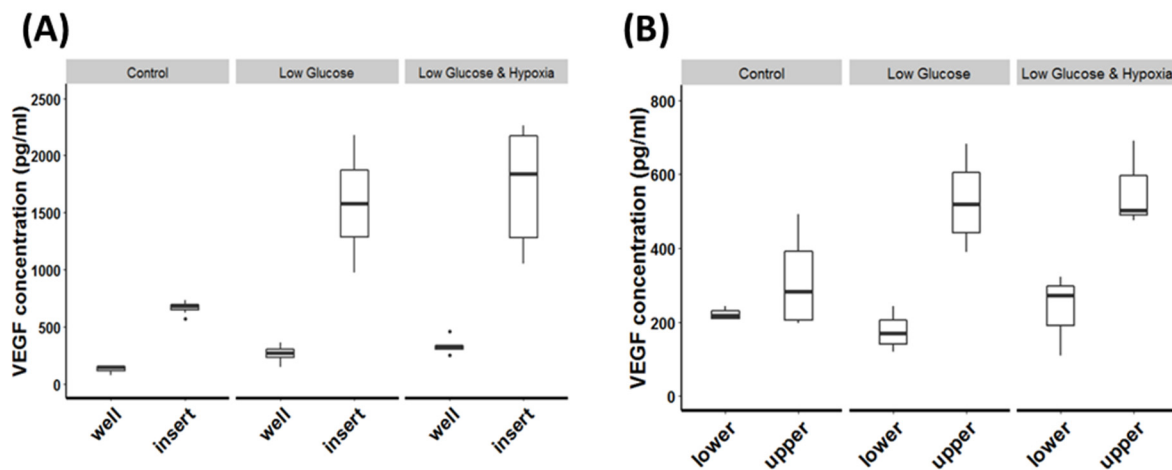 (A)
Control Low Glucose Low Glucose & Hypoxia
VEGF concentration (pg/ml)
2500
2000
1500
1000
500
0
well insert well insert well insert
(B)
Control Low Glucose Low Glucose & Hypoxia
VEGF concentration (pg/ml)
800
600
400
200
0
lower upper lower upper lower upper